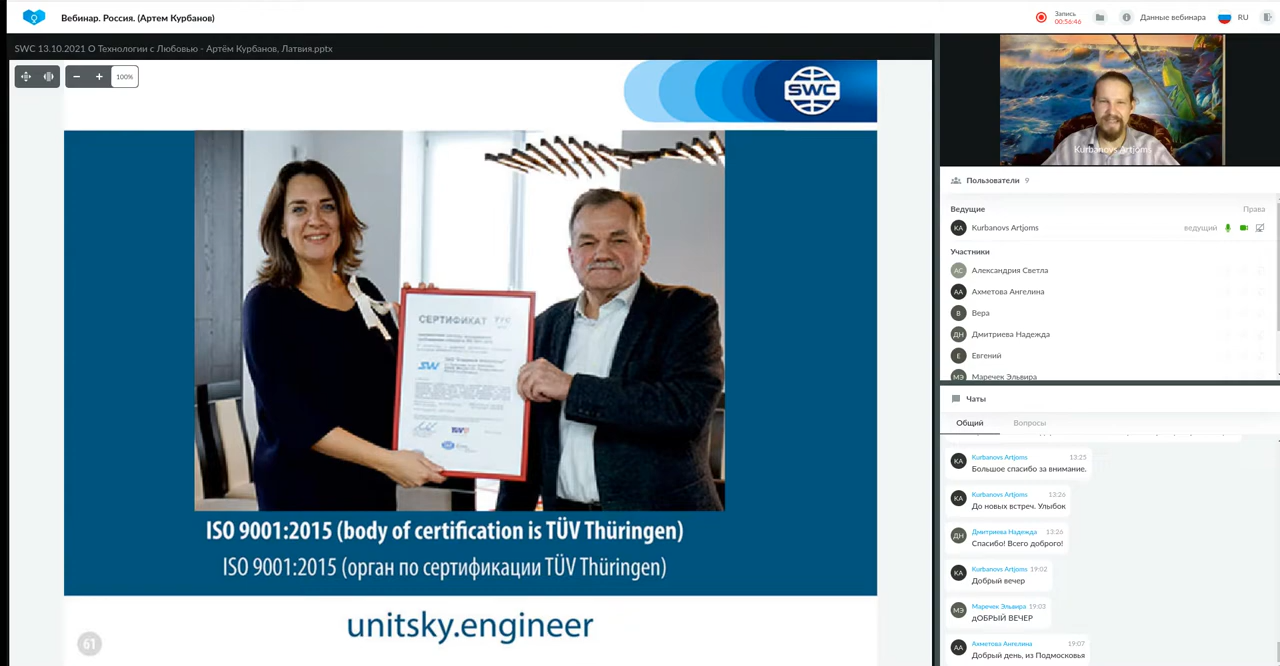 Вебинар. Россия. (Артем Курбанов)
Запись
00:56:46
Данные вебинара
RU
SWC 13.10.2021 О Технологии с Любовью - Артём Курбанов, Латвия.pptx
100%
SWC
СЕРТИФИКАТ
SW
ISO 9001:2015 (body of certification is TÜV Thüringen)
ISO 9001:2015 (орган по сертификации TÜV Thüringen)
unitsky.engineer
61
Kurbanovs Artjoms
Пользователи 9
Ведущие
Права
KA Kurbanovs Artjoms
ведущий
Участники
АС Александрия Светла
АА Ахметова Ангелина
В Вера
ДН Дмитриева Надежда
Е Евгений
МЭ Маречек Эльвира
Чаты
Общий
Вопросы
KA Kurbanovs Artjoms 13:25
Большое спасибо за внимание.
KA Kurbanovs Artjoms 13:26
До новых встреч. Улыбок
ДН Дмитриева Надежда 13:26
Спасибо! Всего доброго!
KA Kurbanovs Artjoms 19:02
Добрый вечер
МЭ Маречек Эльвира 19:03
дОБРЫЙ ВЕЧЕР
АА Ахметова Ангелина 19:07
Добрый день, из Подмосковья